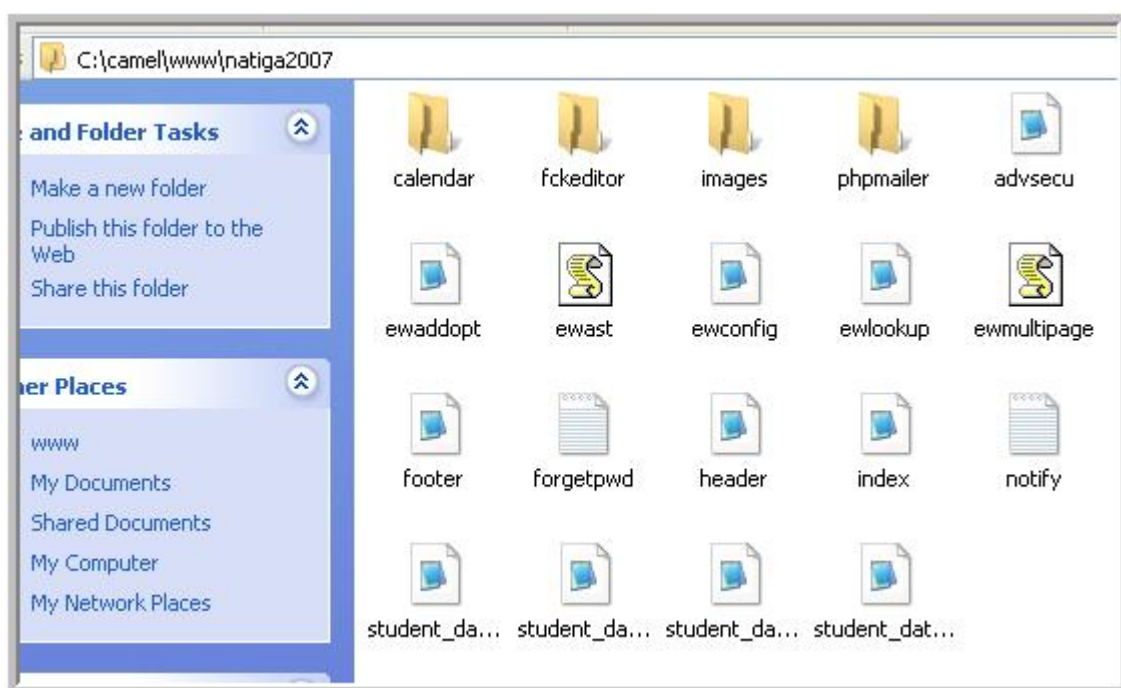 C:\camel\www\natiga2007
e and Folder Tasks
Make a new folder
Publish this folder to the
Web
Share this folder
her Places
www
My Documents
Shared Documents
My Computer
My Network Places
calendar fckeditor images phpmailer advsecu
ewaddopt ewast ewconfig ewlookup ewmultipage
footer forgetpwd header index notify
student_da... student_da... student_da... student_dat...